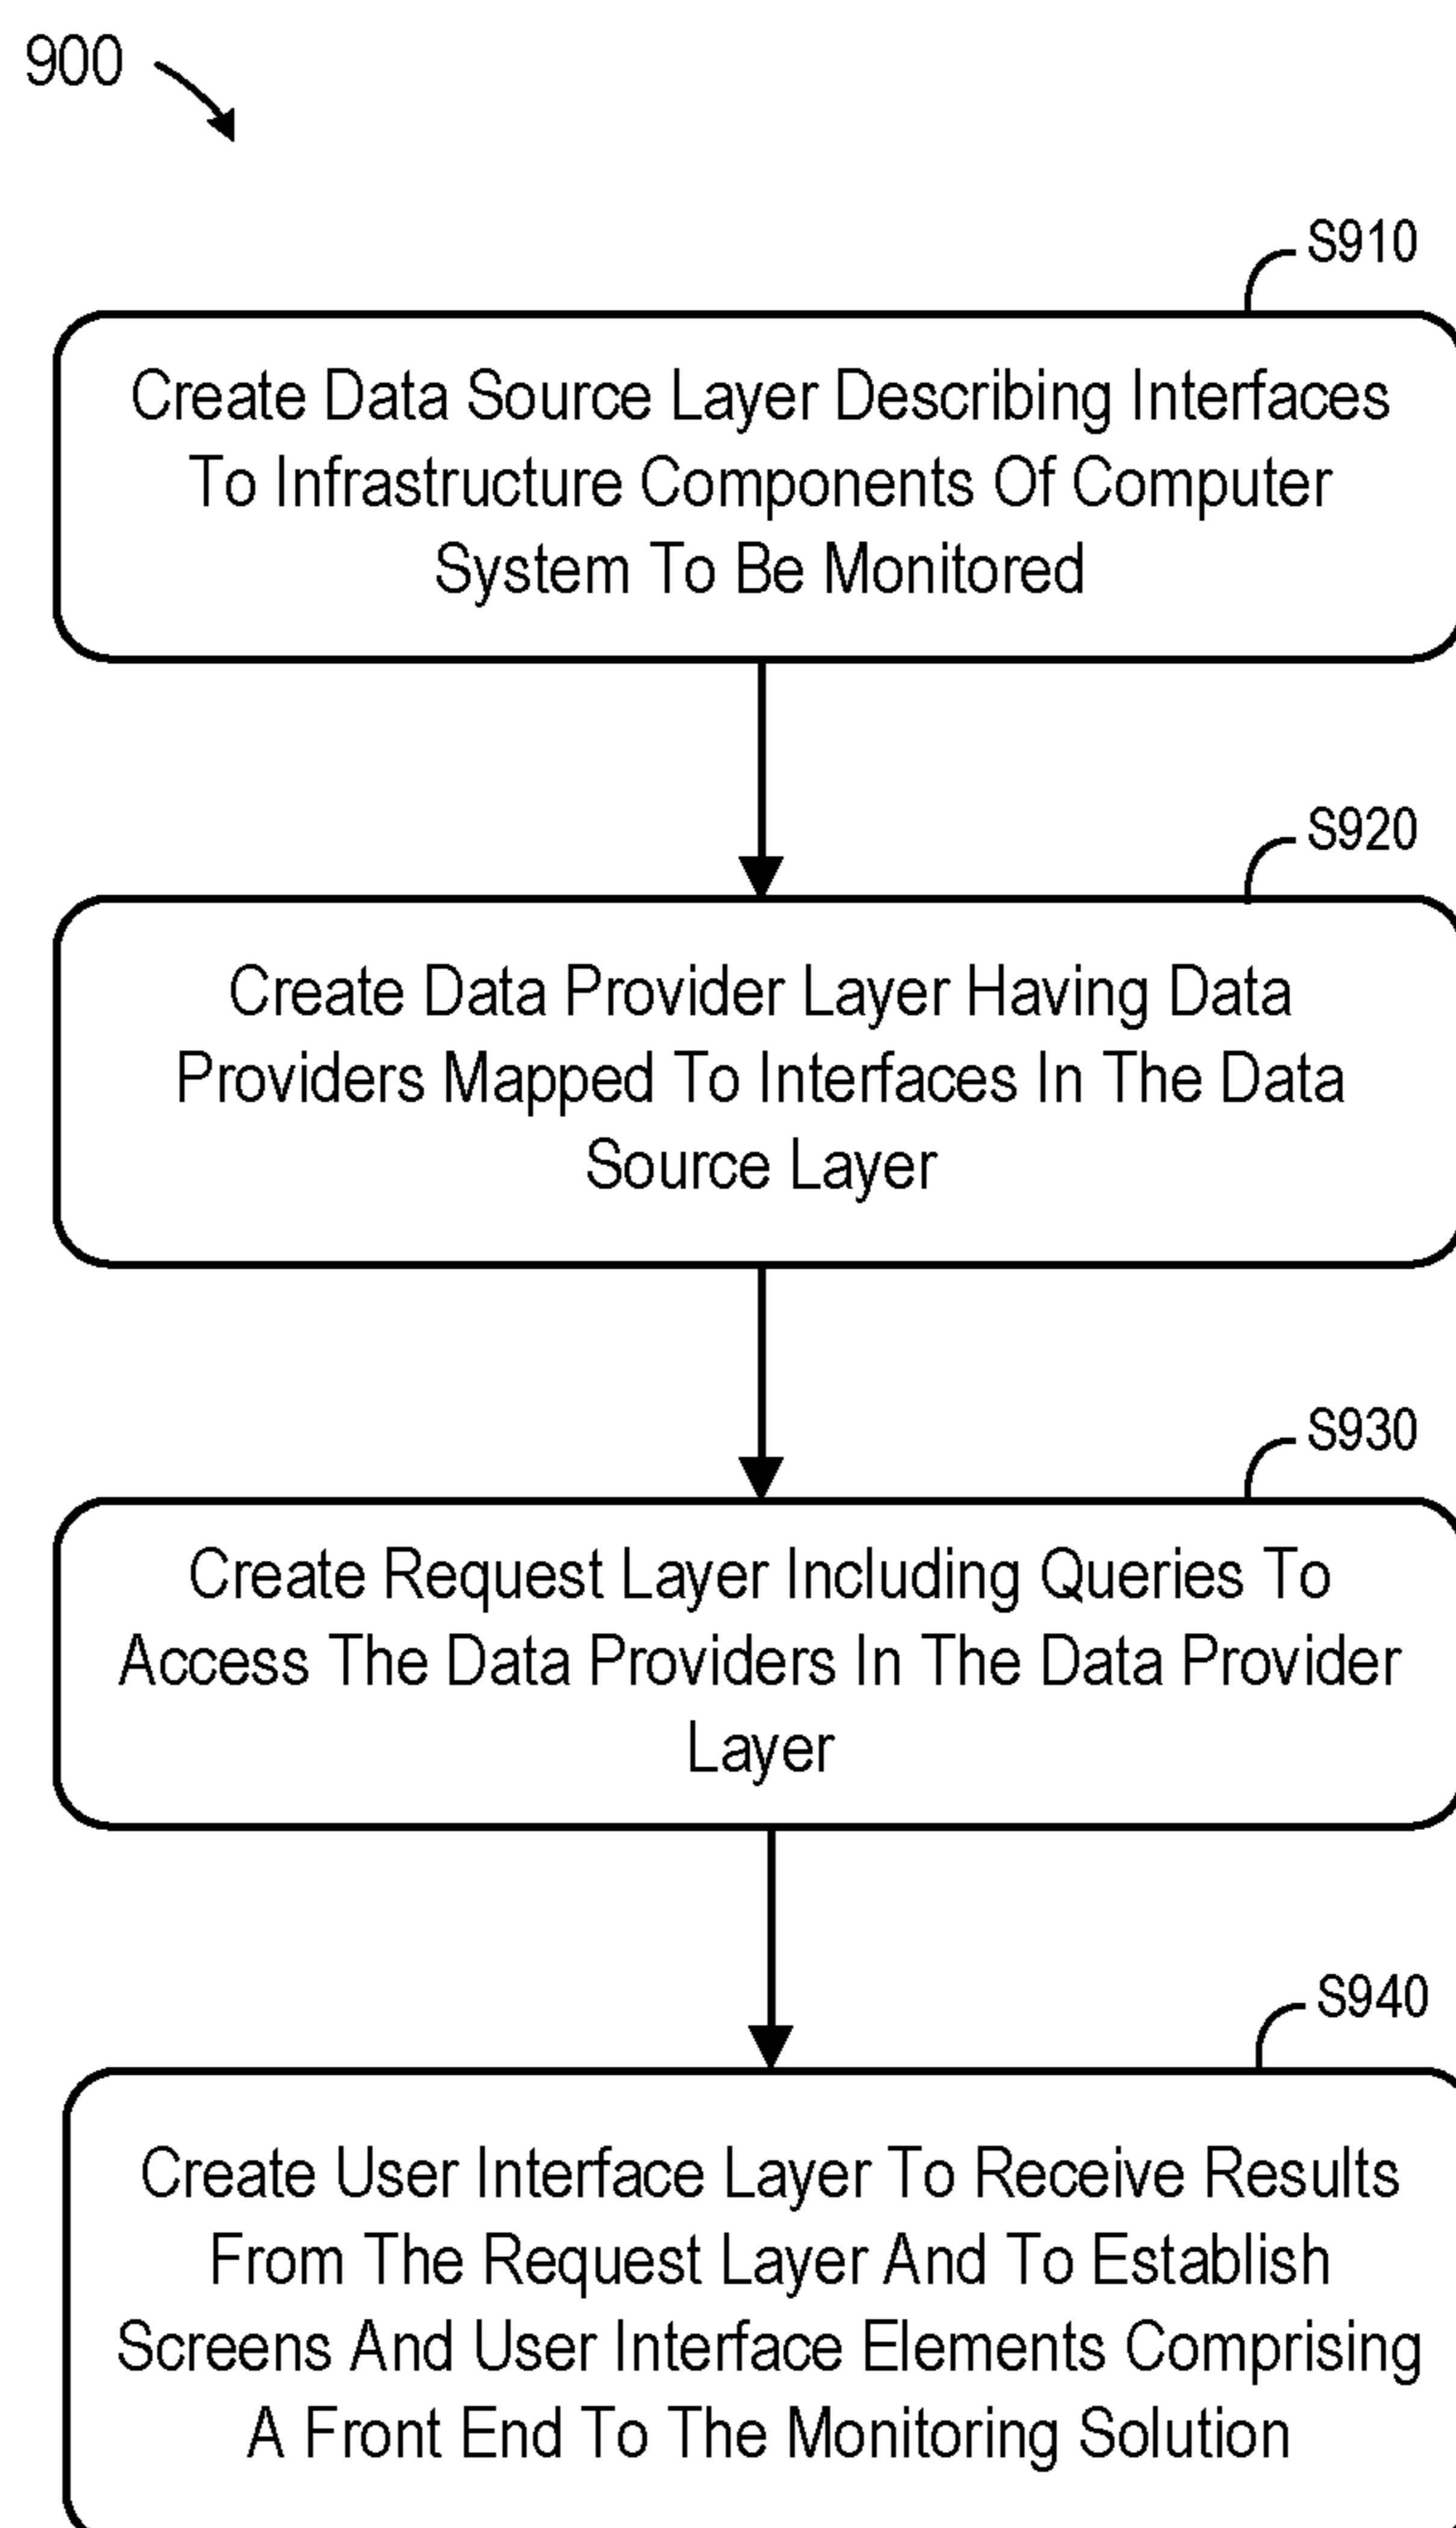 900
S910
Create Data Source Layer Describing Interfaces
To Infrastructure Components Of Computer
System To Be Monitored
S920
Create Data Provider Layer Having Data
Providers Mapped To Interfaces In The Data
Source Layer
S930
Create Request Layer Including Queries To
Access The Data Providers In The Data Provider
Layer
S940
Create User Interface Layer To Receive Results
From The Request Layer And To Establish
Screens And User Interface Elements Comprising
A Front End To The Monitoring Solution